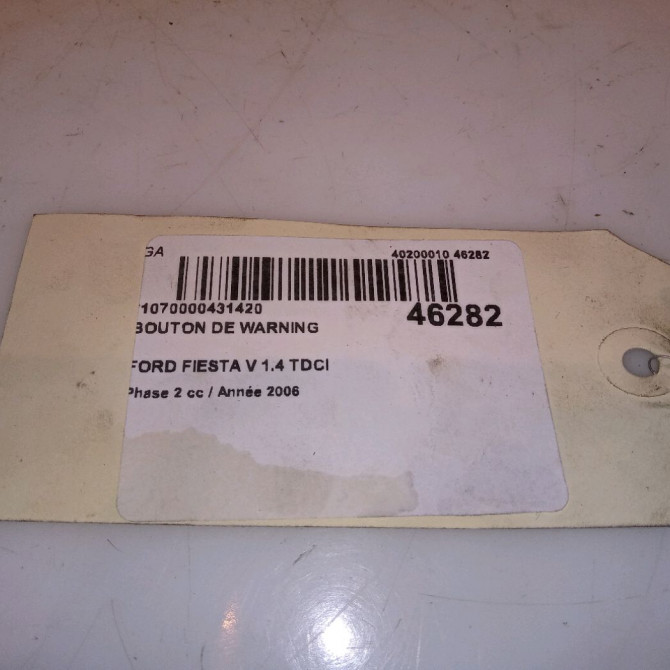 GA 40200010 46282
1070000431420 46282
BOUTON DE WARNING
FORD FIESTA V 1.4 TDCI
Phase 2 cc / Année 2006